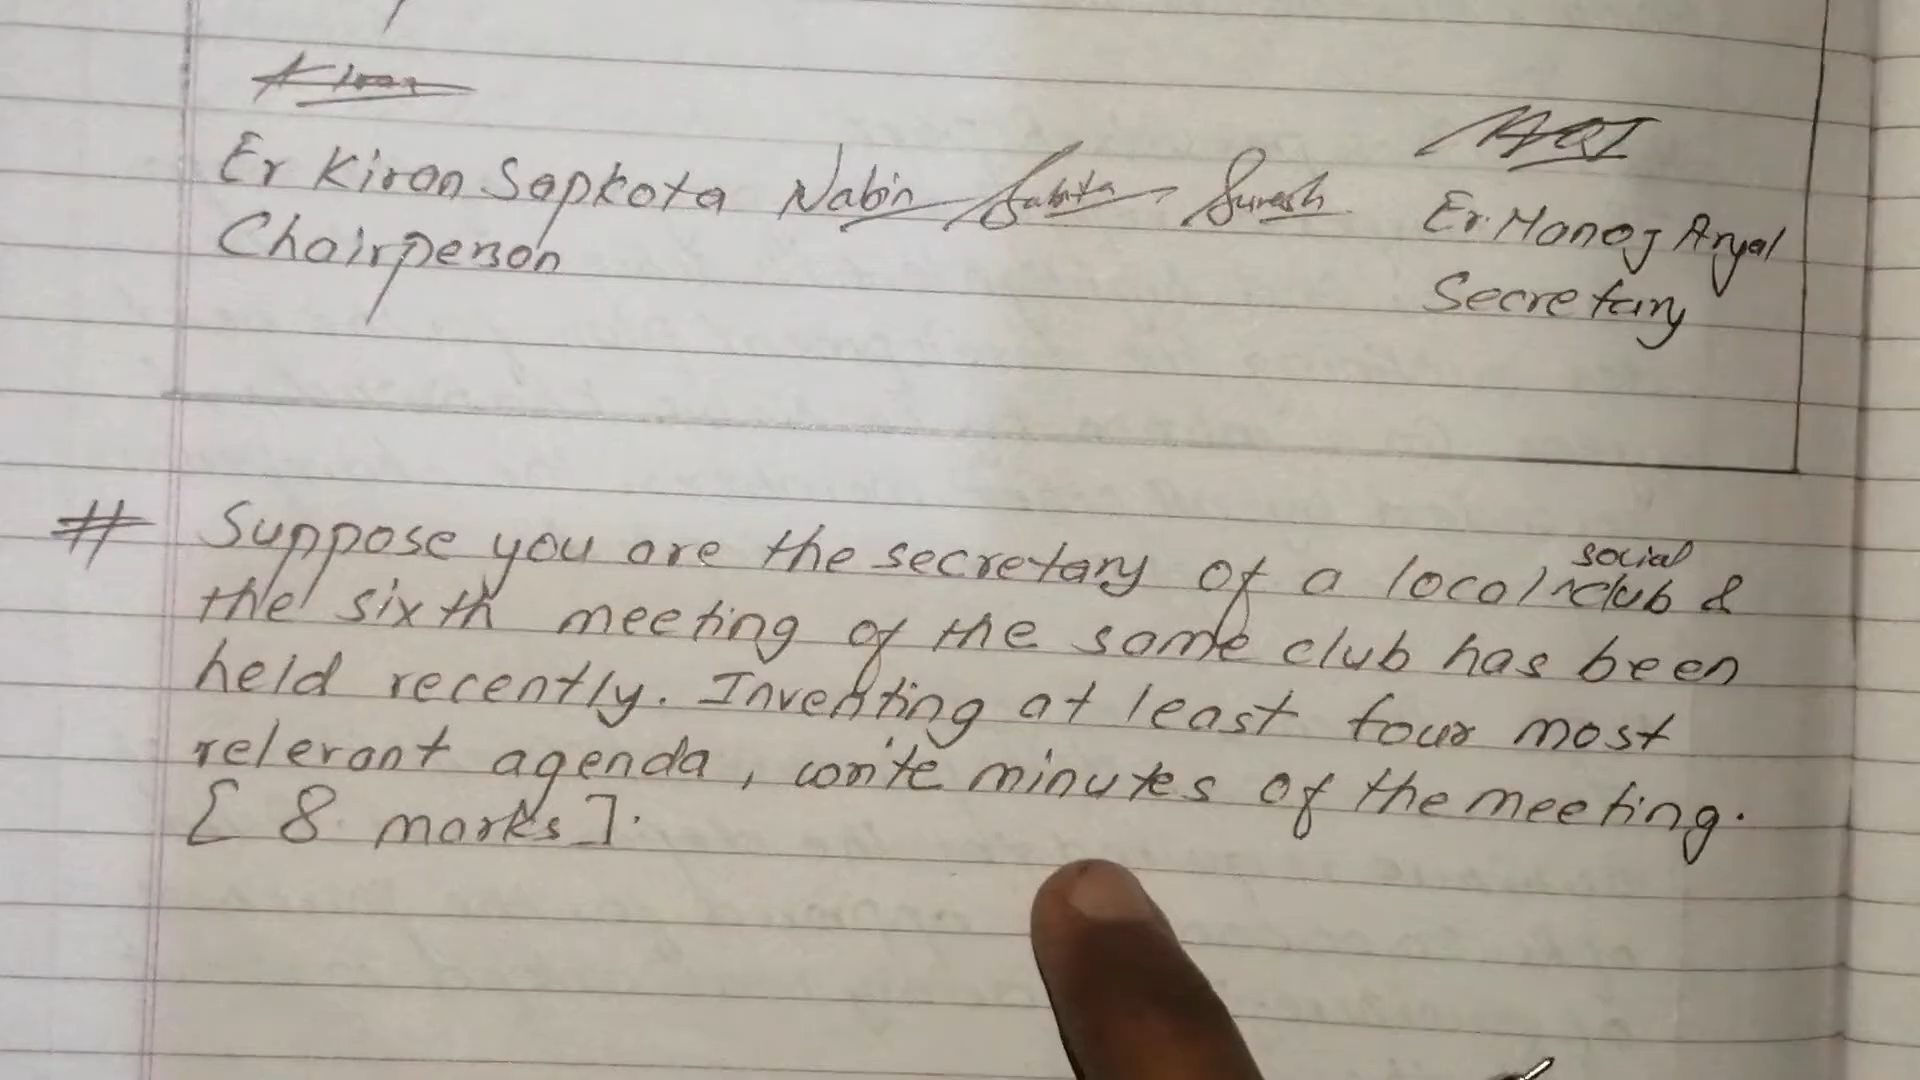 Kiran
Er Kiran Sapkota Nabin Sabita Suresh Er. Manoj Aryal
Chairperson Secretary
# Suppose you are the secretary of a local social club &
the sixth meeting of the same club has been
held recently. Inventing at least four most
relevant agenda, write minutes of the meeting.
[ 8 marks ].